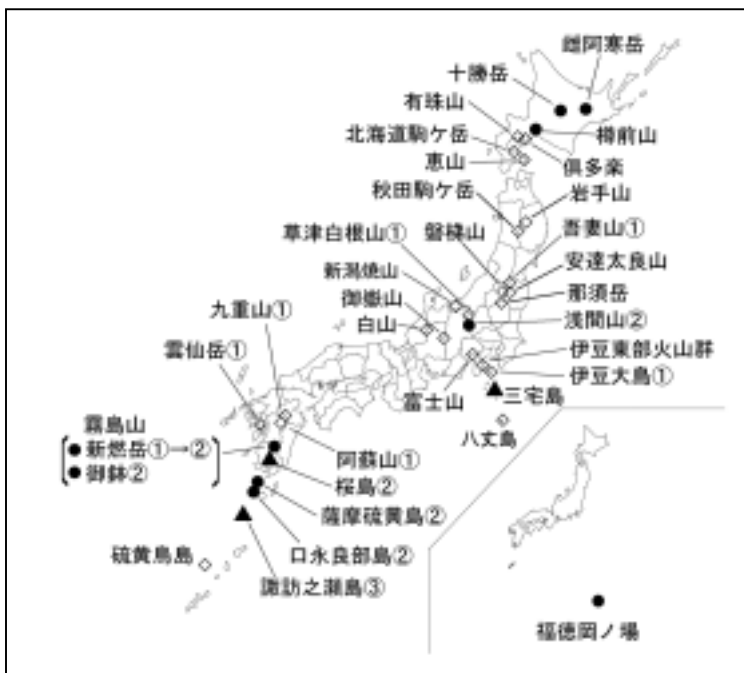 雌阿寒岳
十勝岳
有珠山
北海道駒ケ岳
樽前山
恵山
倶多楽
秋田駒ケ岳
岩手山
草津白根山①
磐梯山
吾妻山①
新潟焼山
安達太良山
御嶽山
那須岳
九重山①
白山
浅間山②
雲仙岳①
伊豆東部火山群
富士山
伊豆大島①
三宅島
霧島山
八丈島
新燃岳①→②
阿蘇山①
御鉢②
桜島②
薩摩硫黄島②
口永良部島②
硫黄鳥島
諏訪之瀬島③
福徳岡ノ場